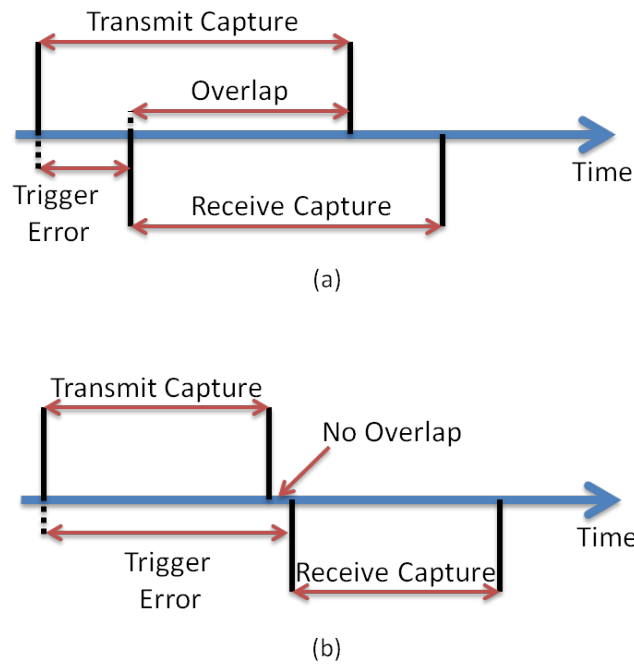 Transmit Capture
Overlap
Time
Trigger
Error
Receive Capture
(a)
Transmit Capture
No Overlap
Time
Trigger
Error
Receive Capture
(b)